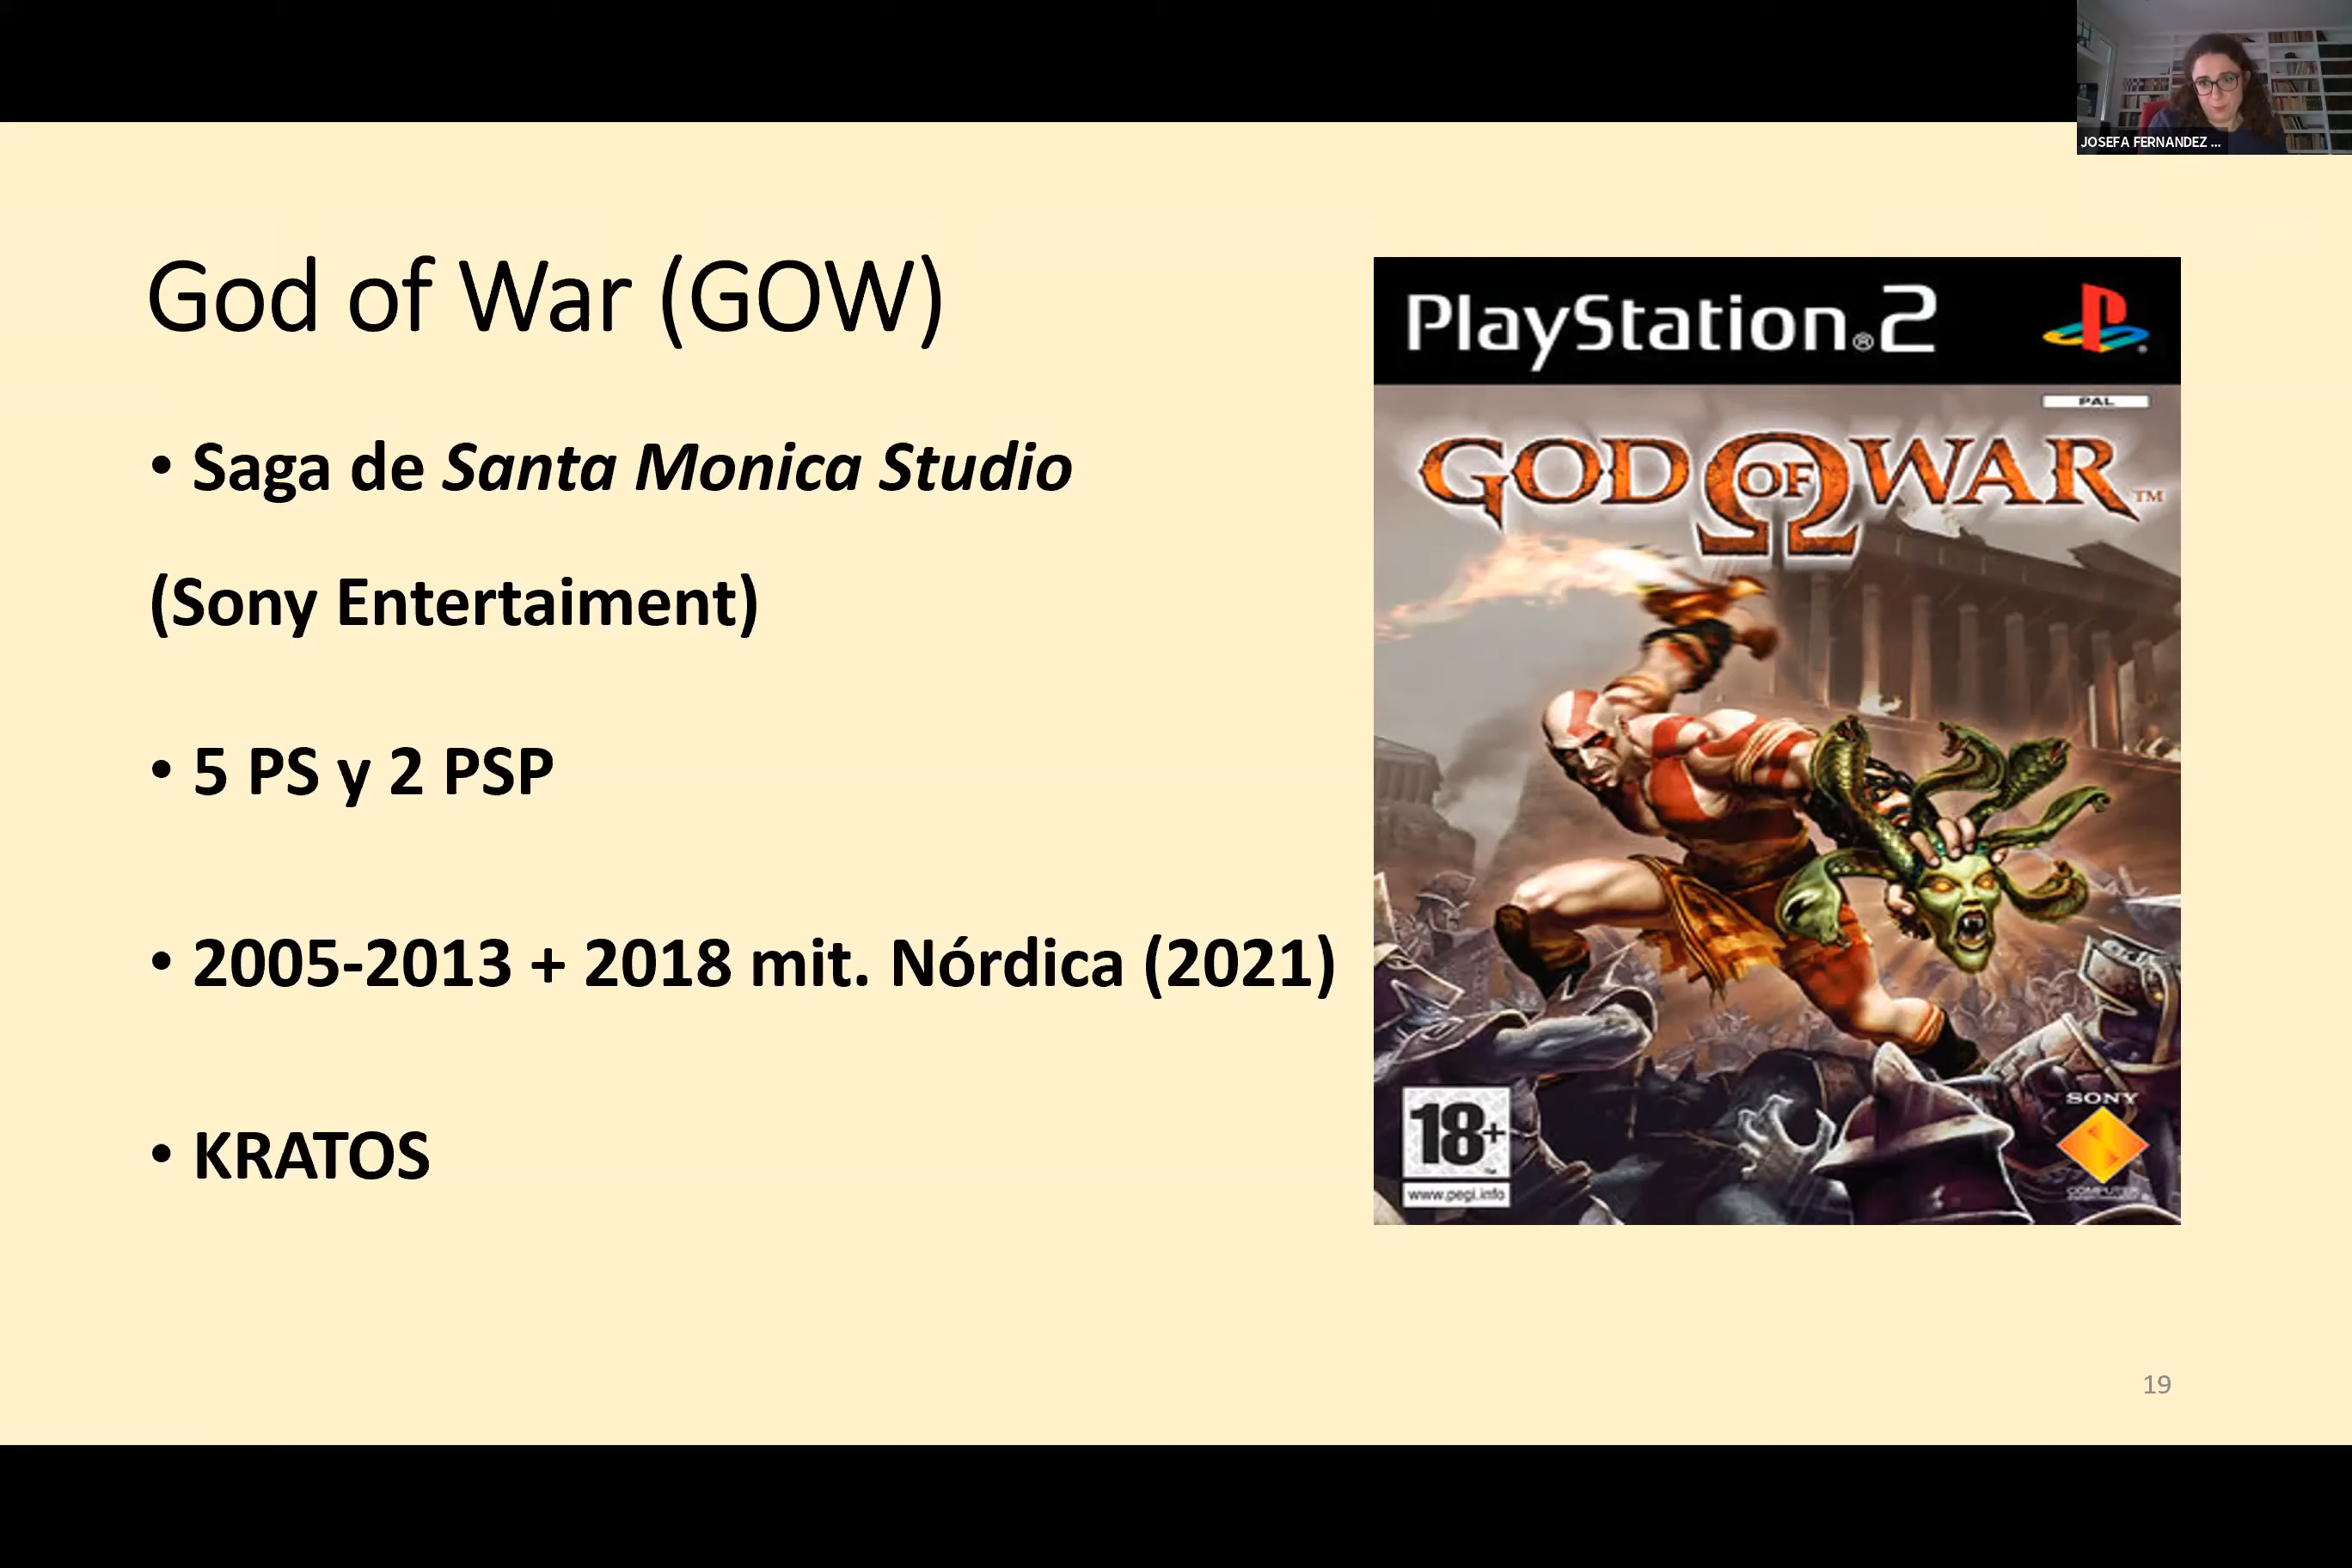 JOSEFA FERNANDEZ ...
God of War (GOW)
• Saga de Santa Monica Studio
(Sony Entertaiment)
• 5 PS y 2 PSP
• 2005-2013 + 2018 mit. Nórdica (2021)
• KRATOS
PlayStation®2
PAL
GOD OF WAR™
18+
www.pegi.info
SONY
COMPUTER
19